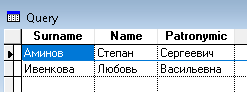 Query
Surname Name Patronymic
Аминов Степан Сергеевич
Ивенкова Любовь Васильевна